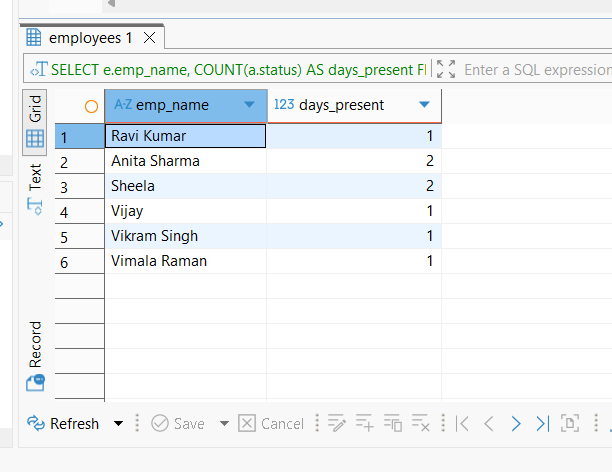 employees 1
SELECT e.emp_name, COUNT(a.status) AS days_present Fl
Enter a SQL expression
Grid
Text
Record
A-Z emp_name
123 days_present
1 Ravi Kumar 1
2 Anita Sharma 2
3 Sheela 2
4 Vijay 1
5 Vikram Singh 1
6 Vimala Raman 1
Refresh
Save
Cancel